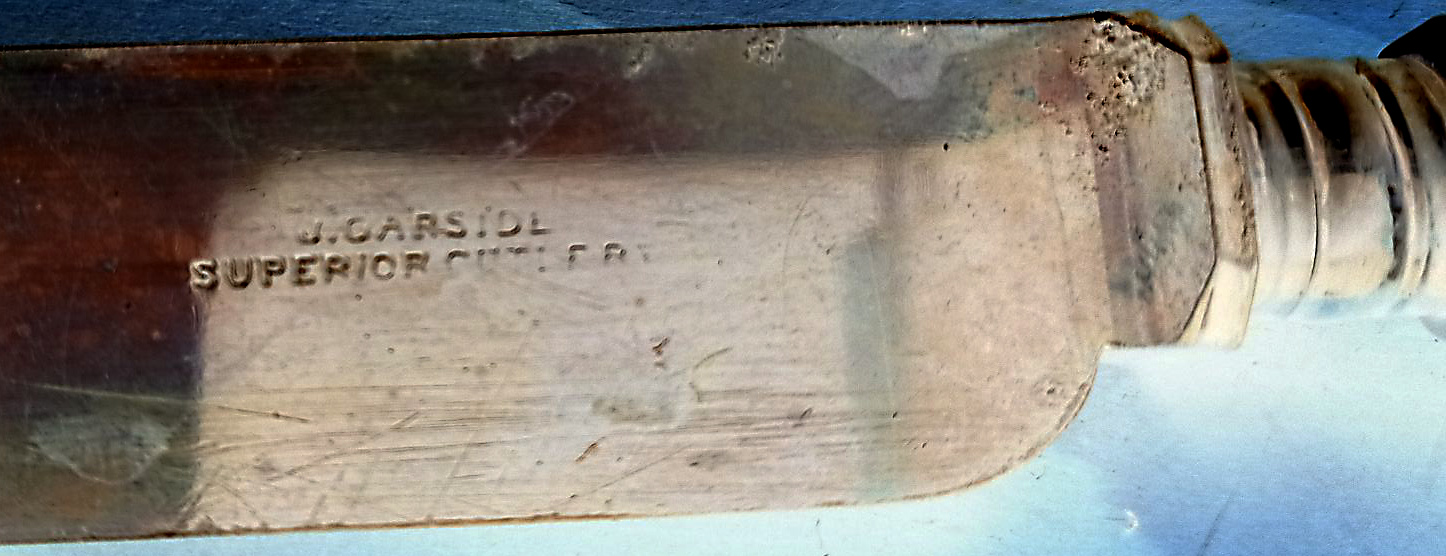 J. GARSIDE
SUPERIOR CUTLERY